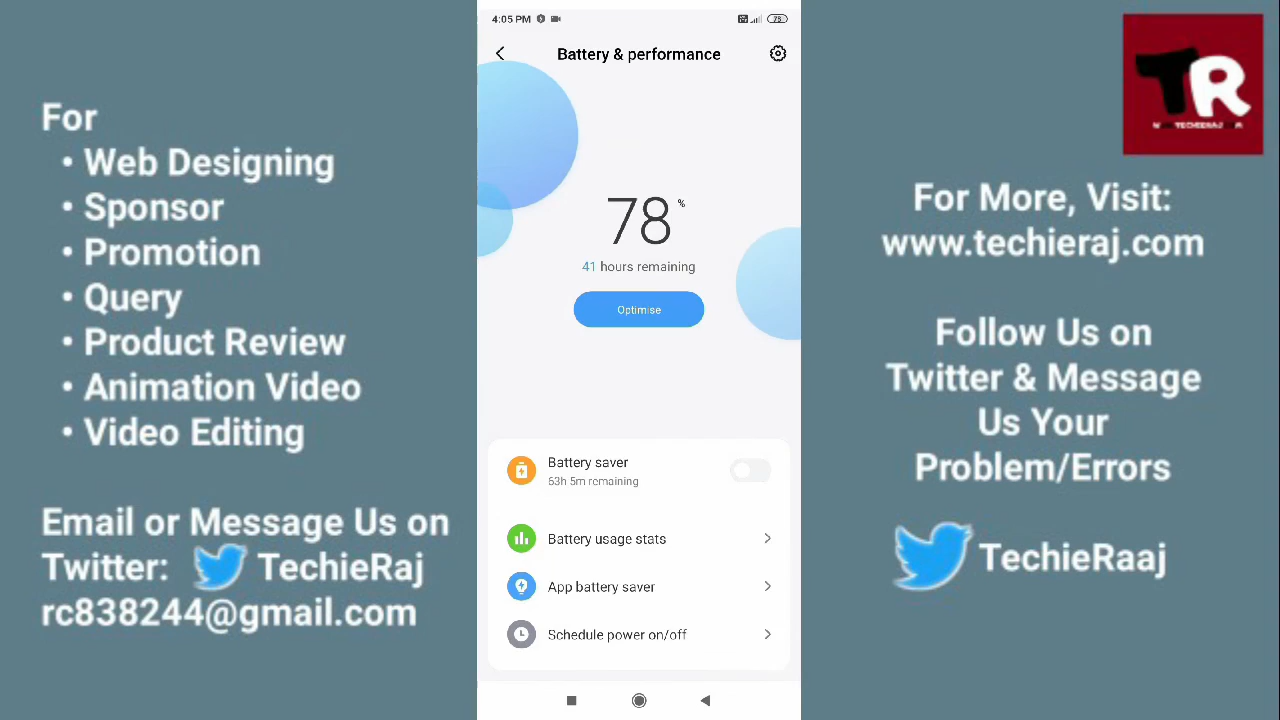 For
• Web Designing
• Sponsor
• Promotion
• Query
• Product Review
• Animation Video
• Video Editing
Email or Message Us on
Twitter: TechieRaj
rc838244@gmail.com
4:05 PM
78
Battery & performance
78 %
41 hours remaining
Optimise
Battery saver
63h 5m remaining
Battery usage stats
App battery saver
Schedule power on/off
TR
For More, Visit:
www.techieraj.com
Follow Us on
Twitter & Message
Us Your
Problem/Errors
TechieRaaj